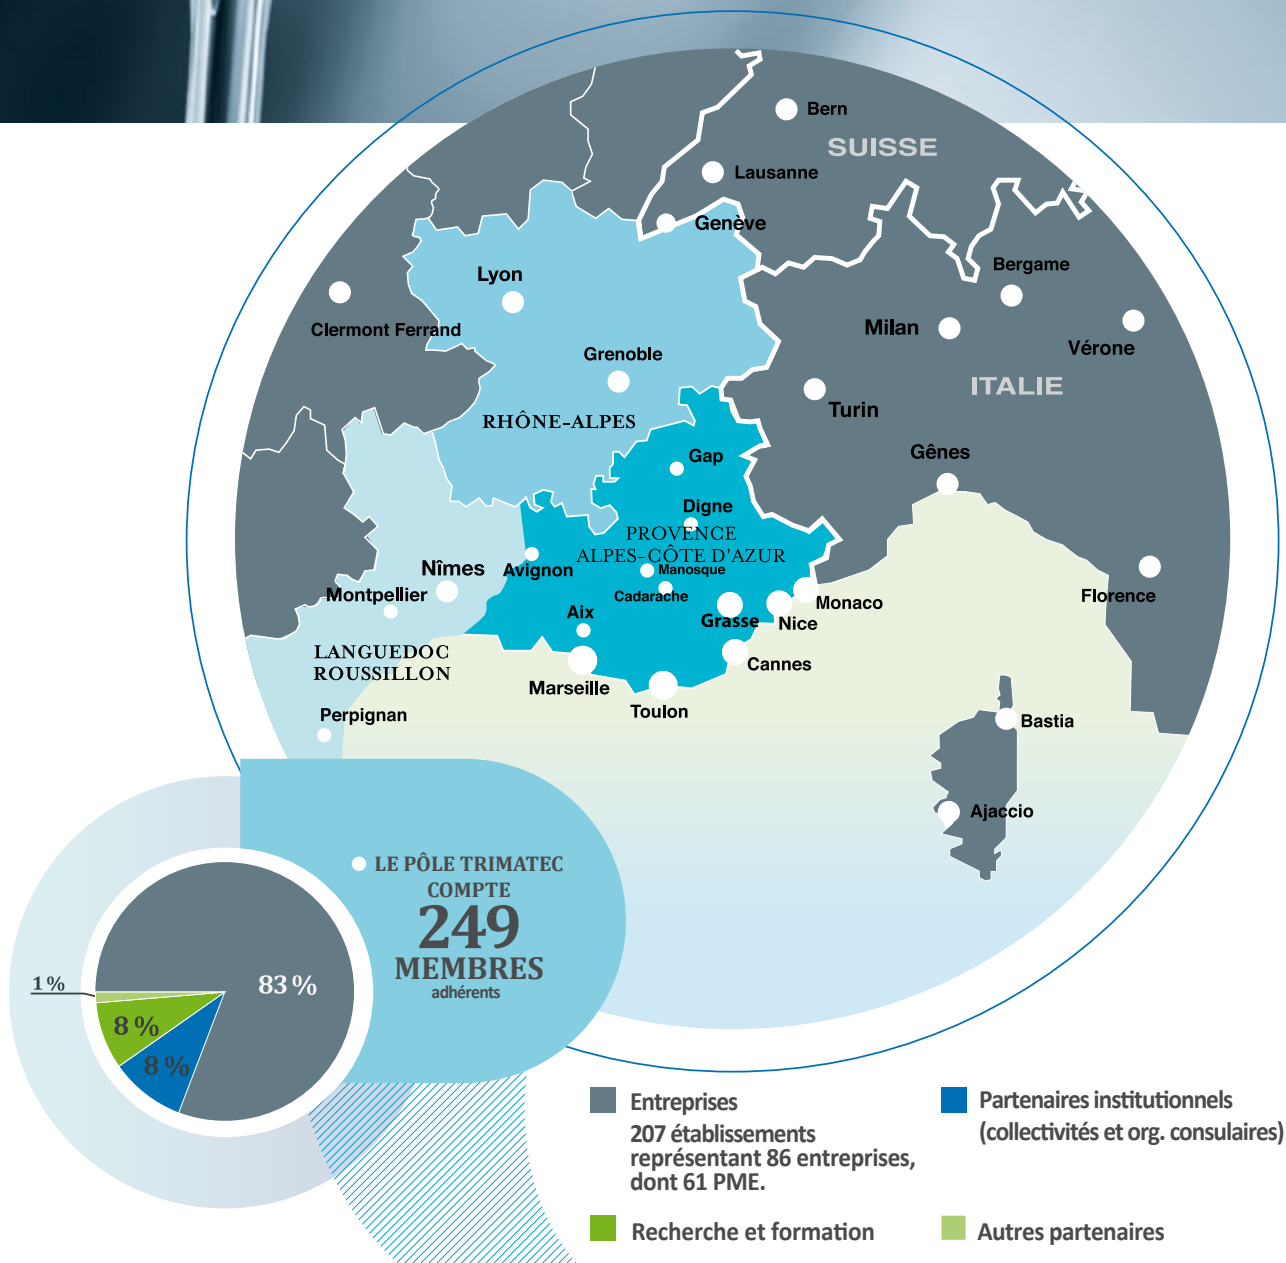 Bern
SUISSE
Lausanne
Genève
Lyon
Bergame
Clermont Ferrand
Milan
Vérone
Grenoble
ITALIE
Turin
RHÔNE-ALPES
Gap
Gênes
Digne
PROVENCE
ALPES-CÔTE D'AZUR
Nîmes
Avignon
Manosque
Montpellier
Cadarache
Monaco
Florence
Aix
Grasse
Nice
LANGUEDOC
ROUSSILLON
Cannes
Marseille
Toulon
Perpignan
Bastia
Ajaccio
LE PÔLE TRIMATEC
COMPTE
249
MEMBRES
adhérents
1 %
83 %
8 %
8 %
Entreprises
207 établissements
représentant 86 entreprises,
dont 61 PME.
Partenaires institutionnels
(collectivités et org. consulaires)
Recherche et formation
Autres partenaires